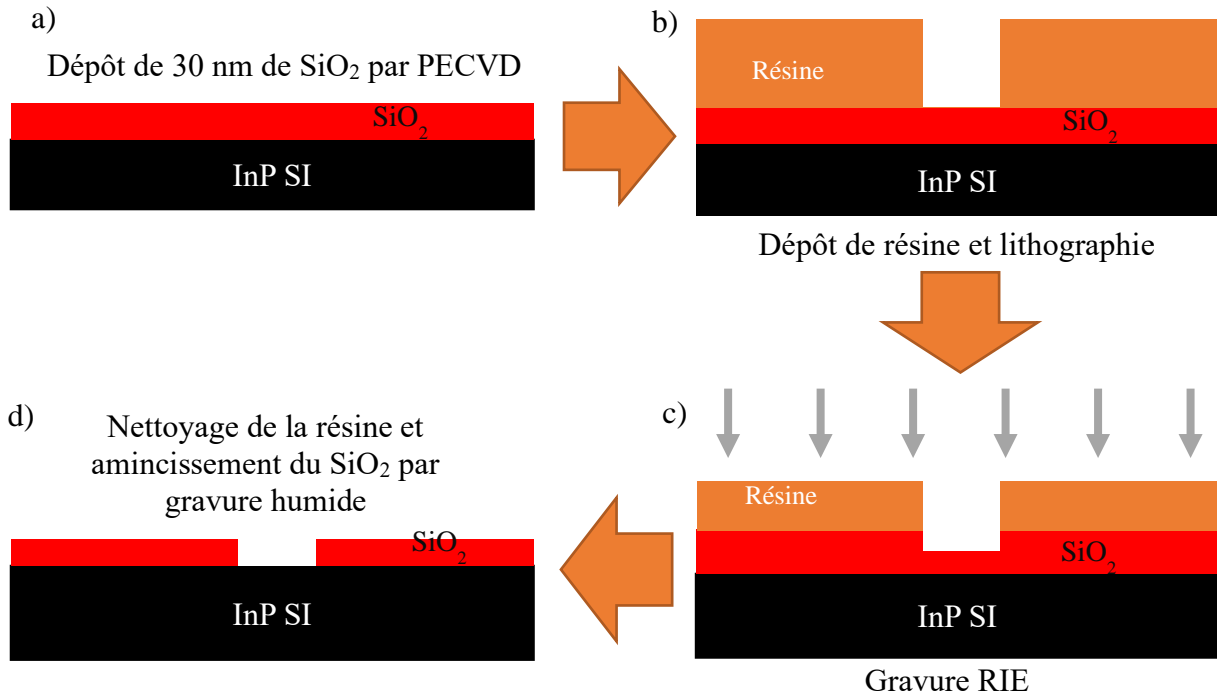 a)
Dépôt de 30 nm de SiO₂ par PECVD
SiO₂
InP SI
b)
Résine
SiO₂
InP SI
Dépôt de résine et lithographie
c)
Résine
SiO₂
InP SI
Gravure RIE
d)
Nettoyage de la résine et
amincissement du SiO₂ par
gravure humide
SiO₂
InP SI